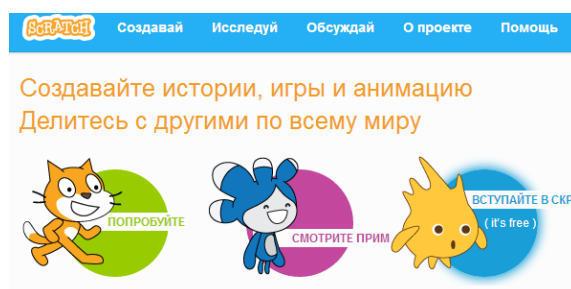 SCRATCH Создавай Исследуй Обсуждай О проекте Помощь
Создавайте истории, игры и анимацию
Делитесь с другими по всему миру
ПОПРОБУЙТЕ
СМОТРИТЕ ПРИМ
ВСТУПАЙТЕ В СКР
( it's free )